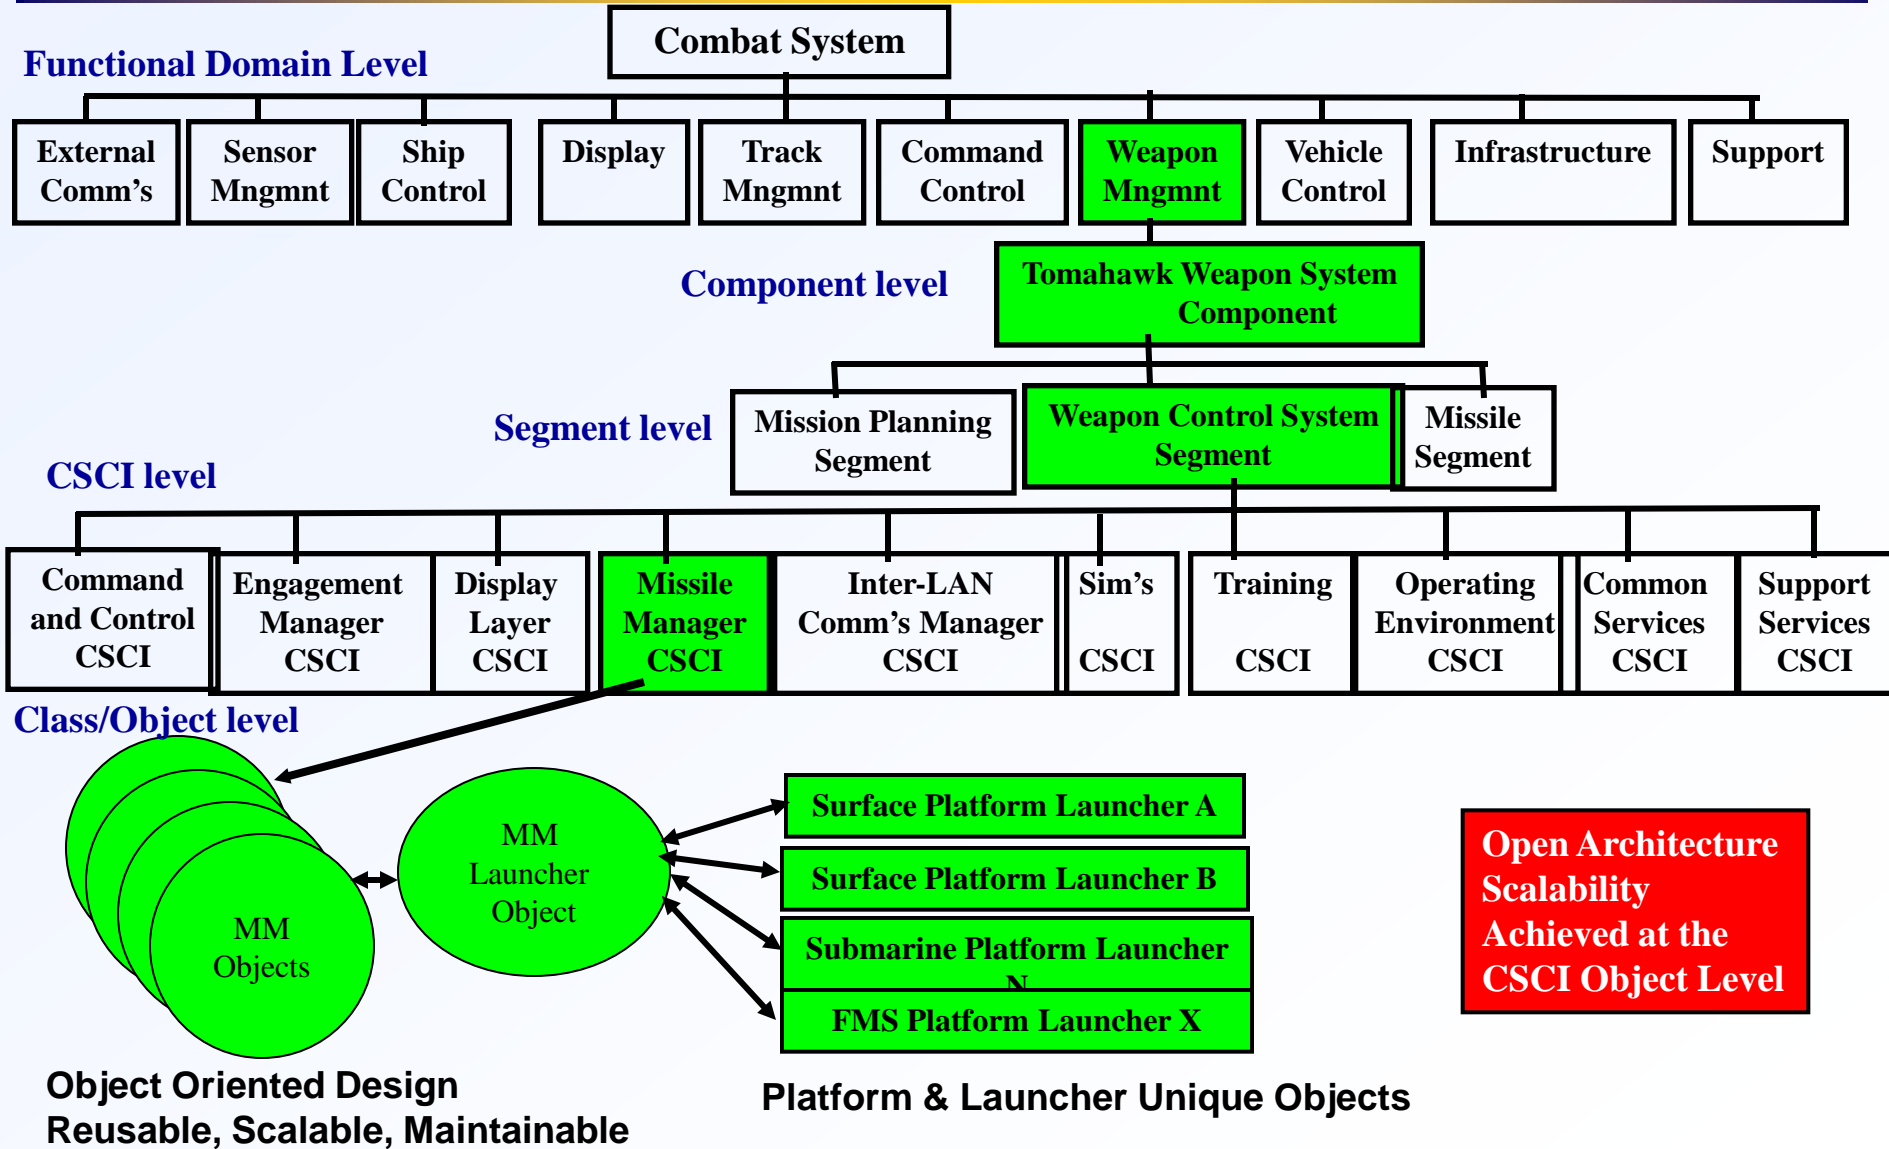 Combat System
Functional Domain Level
External
Comm's
Sensor
Mngmnt
Ship
Control
Display
Track
Mngmnt
Command
Control
Weapon
Mngmnt
Vehicle
Control
Infrastructure
Support
Component level
Tomahawk Weapon System
Component
Segment level
Mission Planning
Segment
Weapon Control System
Segment
Missile
Segment
CSCI level
Command
and Control
CSCI
Engagement
Manager
CSCI
Display
Layer
CSCI
Missile
Manager
CSCI
Inter-LAN
Comm's Manager
CSCI
Sim's
CSCI
Training
CSCI
Operating
Environment
CSCI
Common
Services
CSCI
Support
Services
CSCI
Class/Object level
MM
Objects
MM
Launcher
Object
Surface Platform Launcher A
Surface Platform Launcher B
Submarine Platform Launcher
N
FMS Platform Launcher X
Open Architecture
Scalability
Achieved at the
CSCI Object Level
Object Oriented Design
Reusable, Scalable, Maintainable
Platform & Launcher Unique Objects